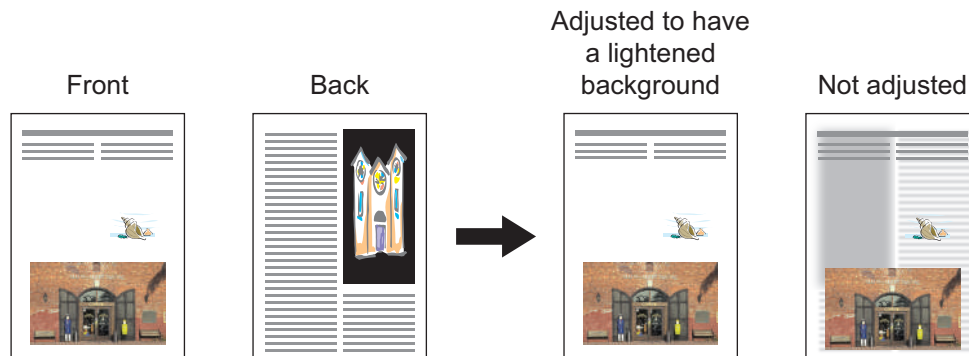 Front
Back
Adjusted to have
a lightened
background
Not adjusted